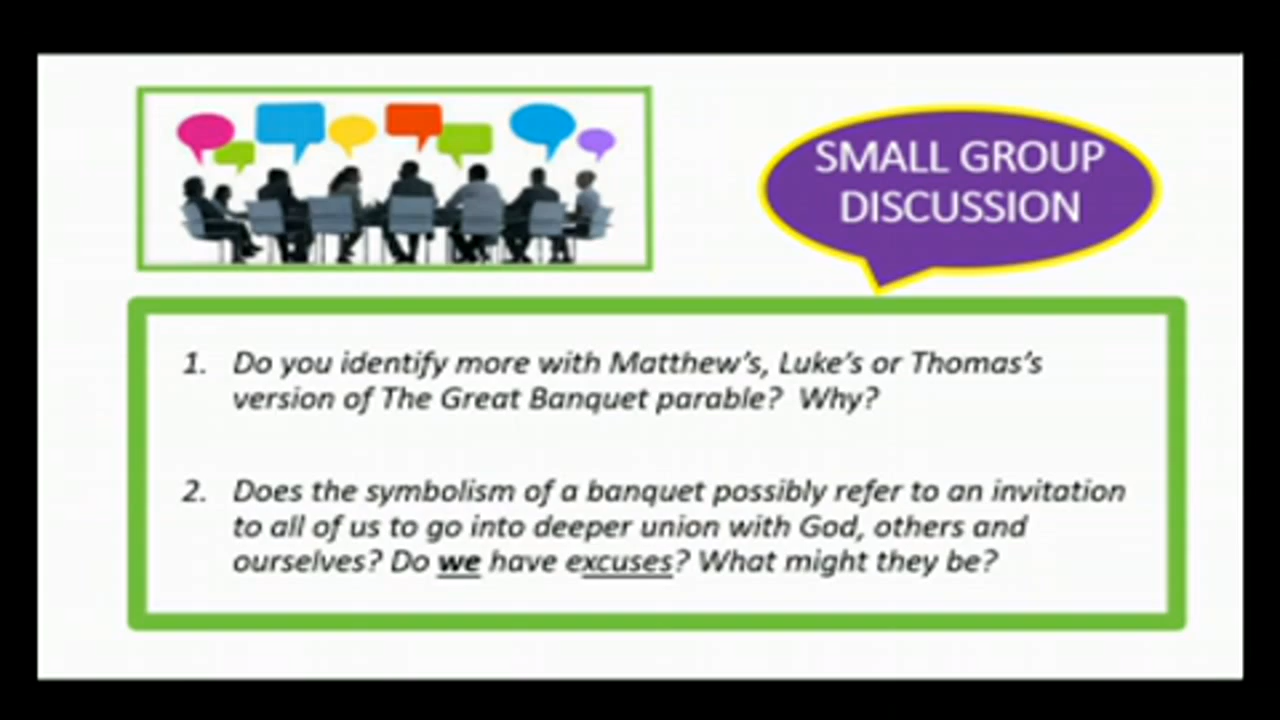 SMALL GROUP
DISCUSSION
1. Do you identify more with Matthew's, Luke's or Thomas's
version of The Great Banquet parable? Why?
2. Does the symbolism of a banquet possibly refer to an invitation
to all of us to go into deeper union with God, others and
ourselves? Do we have excuses? What might they be?